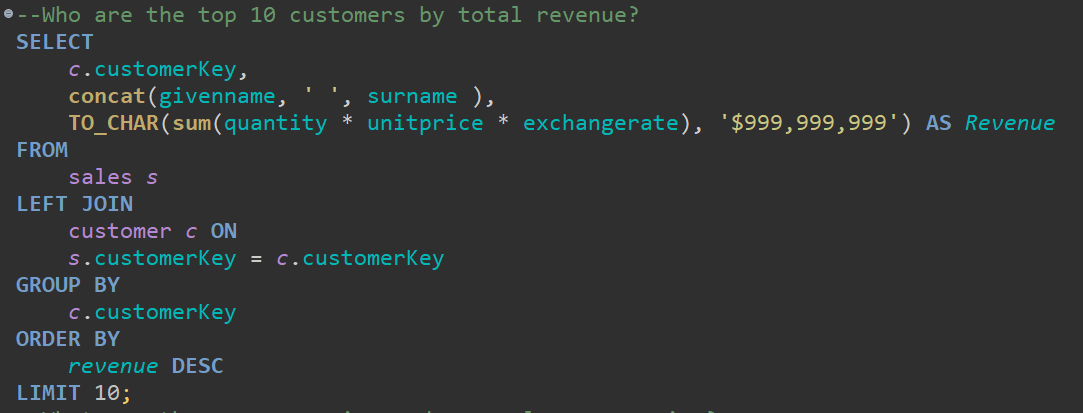 --Who are the top 10 customers by total revenue?
SELECT
c.customerKey,
concat(givenname, ' ', surname ),
TO_CHAR(sum(quantity * unitprice * exchangerate), '$999,999,999') AS Revenue
FROM
sales s
LEFT JOIN
customer c ON
s.customerKey = c.customerKey
GROUP BY
c.customerKey
ORDER BY
revenue DESC
LIMIT 10;